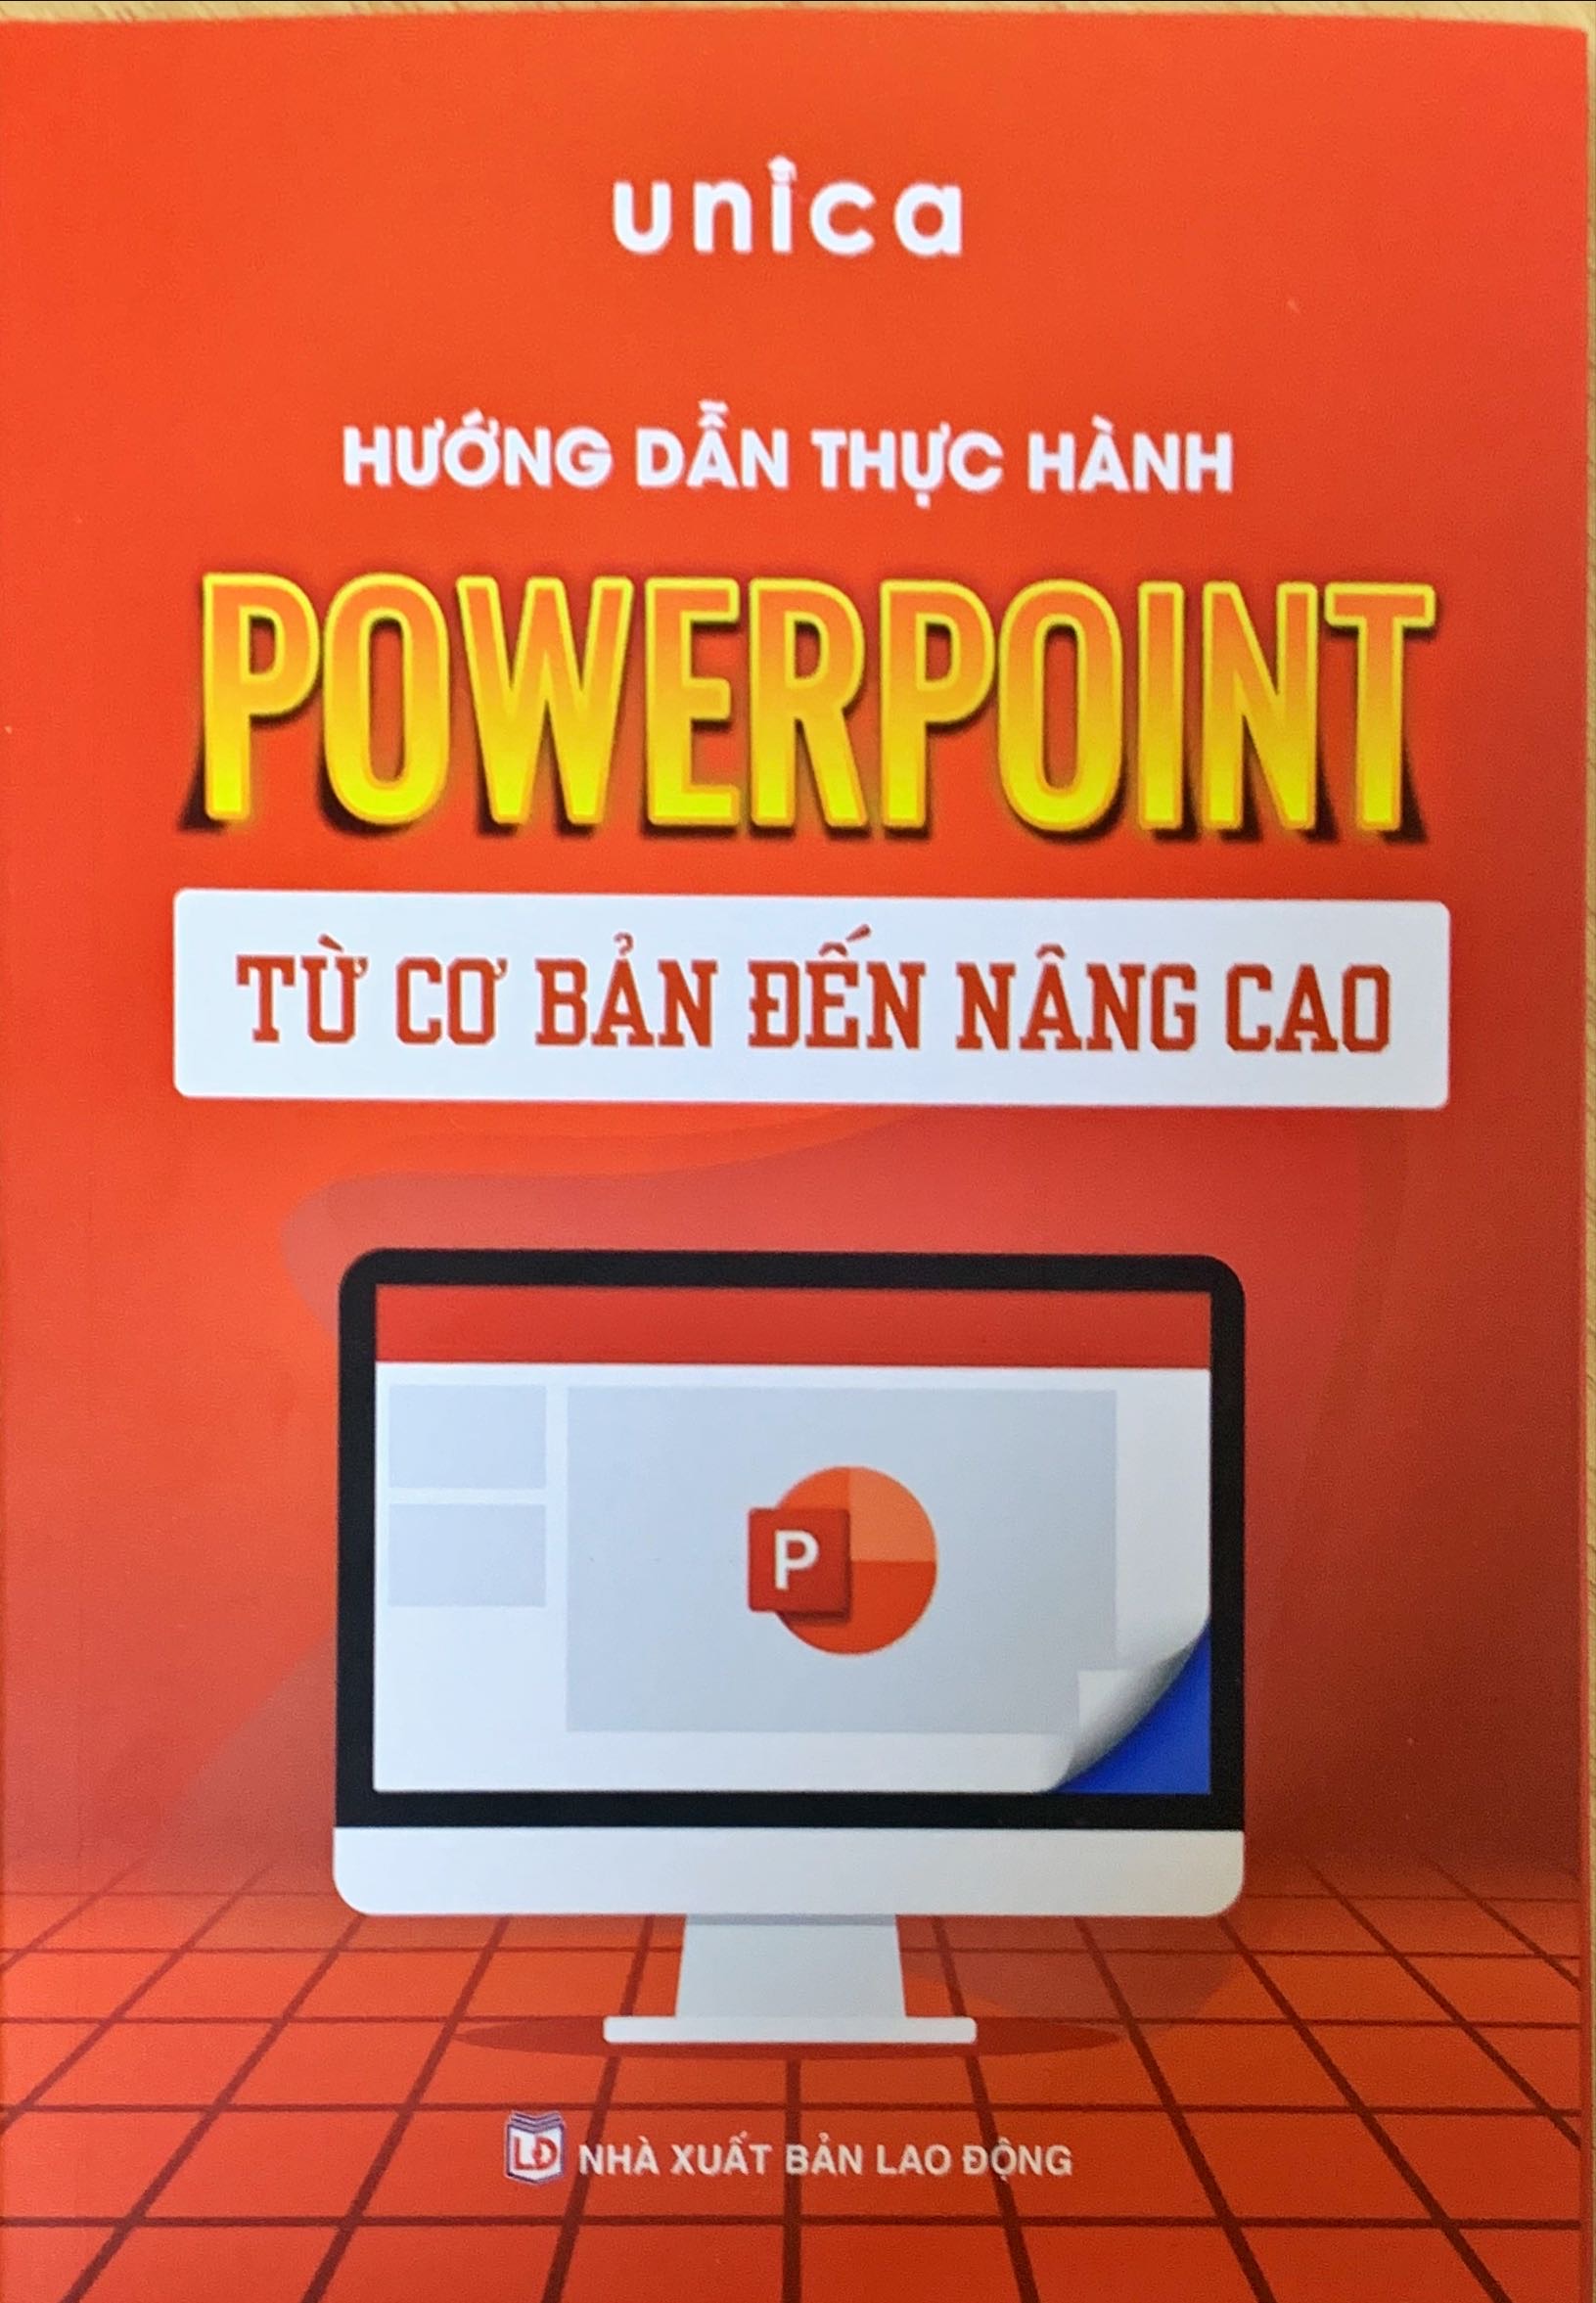 unica
HƯỚNG DẪN THỰC HÀNH
POWERPOINT
TỪ CƠ BẢN ĐẾN NÂNG CAO
P
LĐ NHÀ XUẤT BẢN LAO ĐỘNG